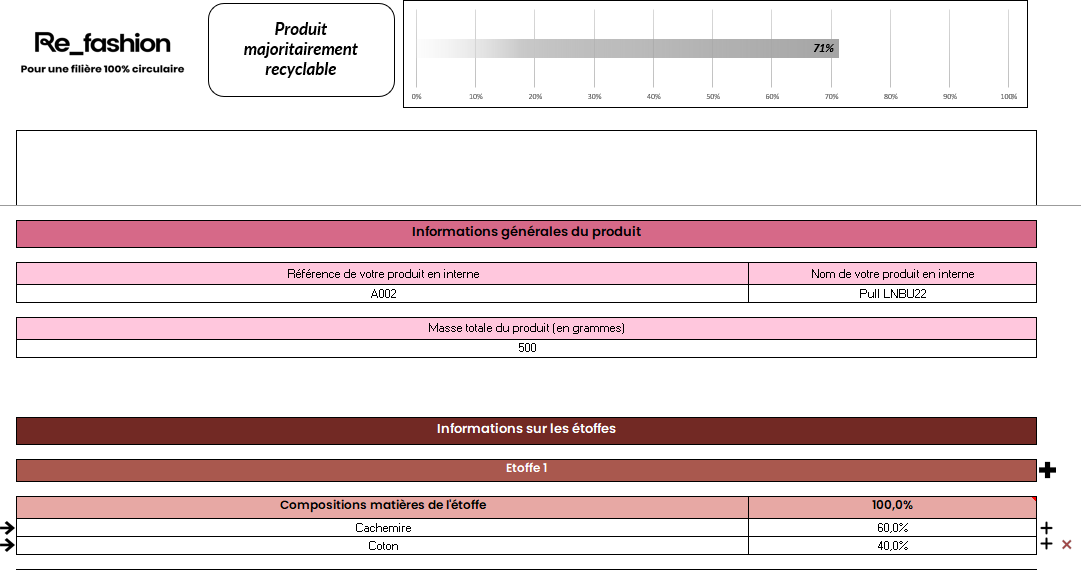 Re_fashion
Pour une filière 100% circulaire
Produit
majoritairement
recyclable
71%
0% 10% 20% 30% 40% 50% 60% 70% 80% 90% 100%
Informations générales du produit
Référence de votre produit en interne Nom de votre produit en interne
A002 Pull LNBU22
Masse totale du produit (en grammes)
500
Informations sur les étoffes
Etoffe 1
Compositions matières de l'étoffe 100,0%
Cachemire 60,0%
Coton 40,0%